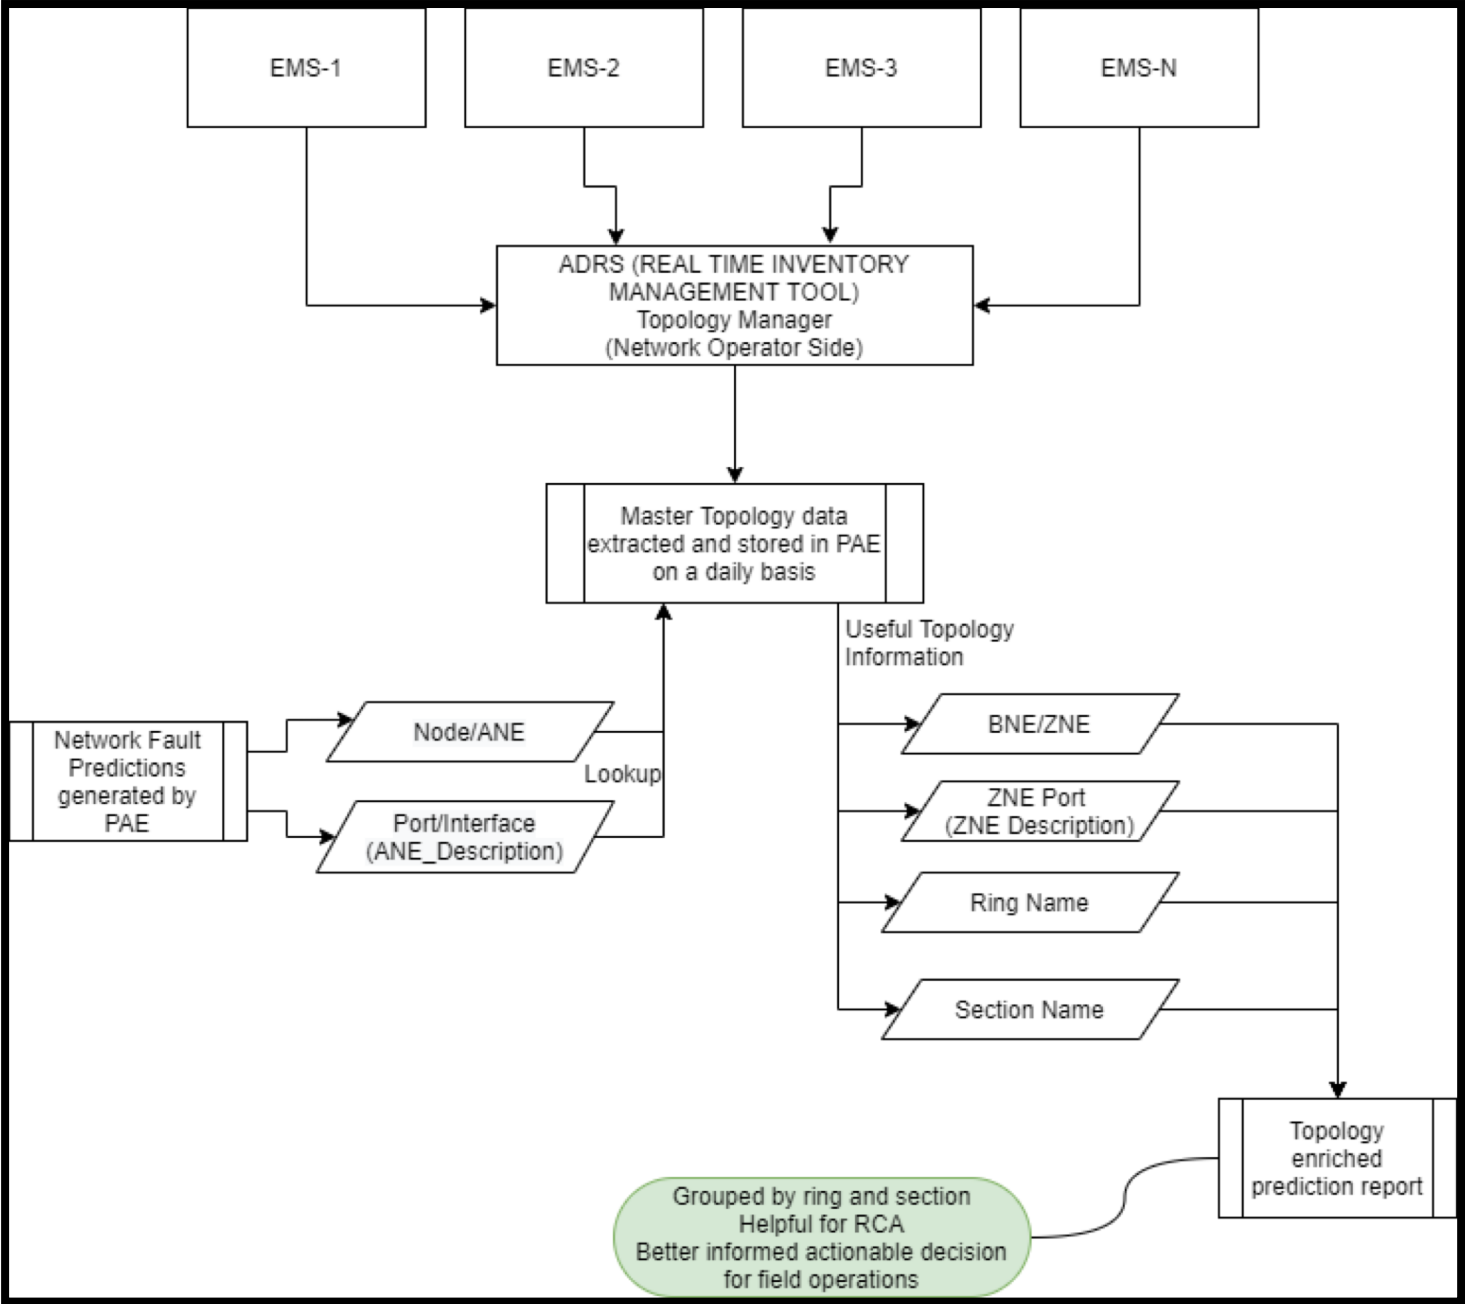 EMS-1
EMS-2
EMS-3
EMS-N
ADRS (REAL TIME INVENTORY
MANAGEMENT TOOL)
Topology Manager
(Network Operator Side)
Master Topology data
extracted and stored in PAE
on a daily basis
Useful Topology
Information
Network Fault
Predictions
generated by
PAE
Node/ANE
Lookup
Port/Interface
(ANE_Description)
BNE/ZNE
ZNE Port
(ZNE Description)
Ring Name
Section Name
Topology
enriched
prediction report
Grouped by ring and section
Helpful for RCA
Better informed actionable decision
for field operations